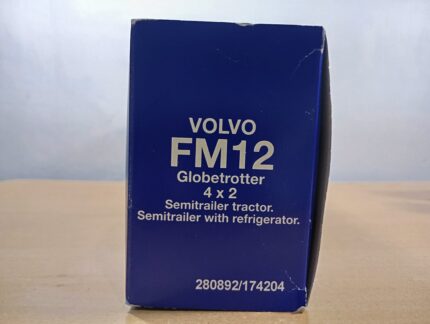 VOLVO
FM12
Globetrotter
4 x 2
Semitrailer tractor.
Semitrailer with refrigerator.
280892/174204